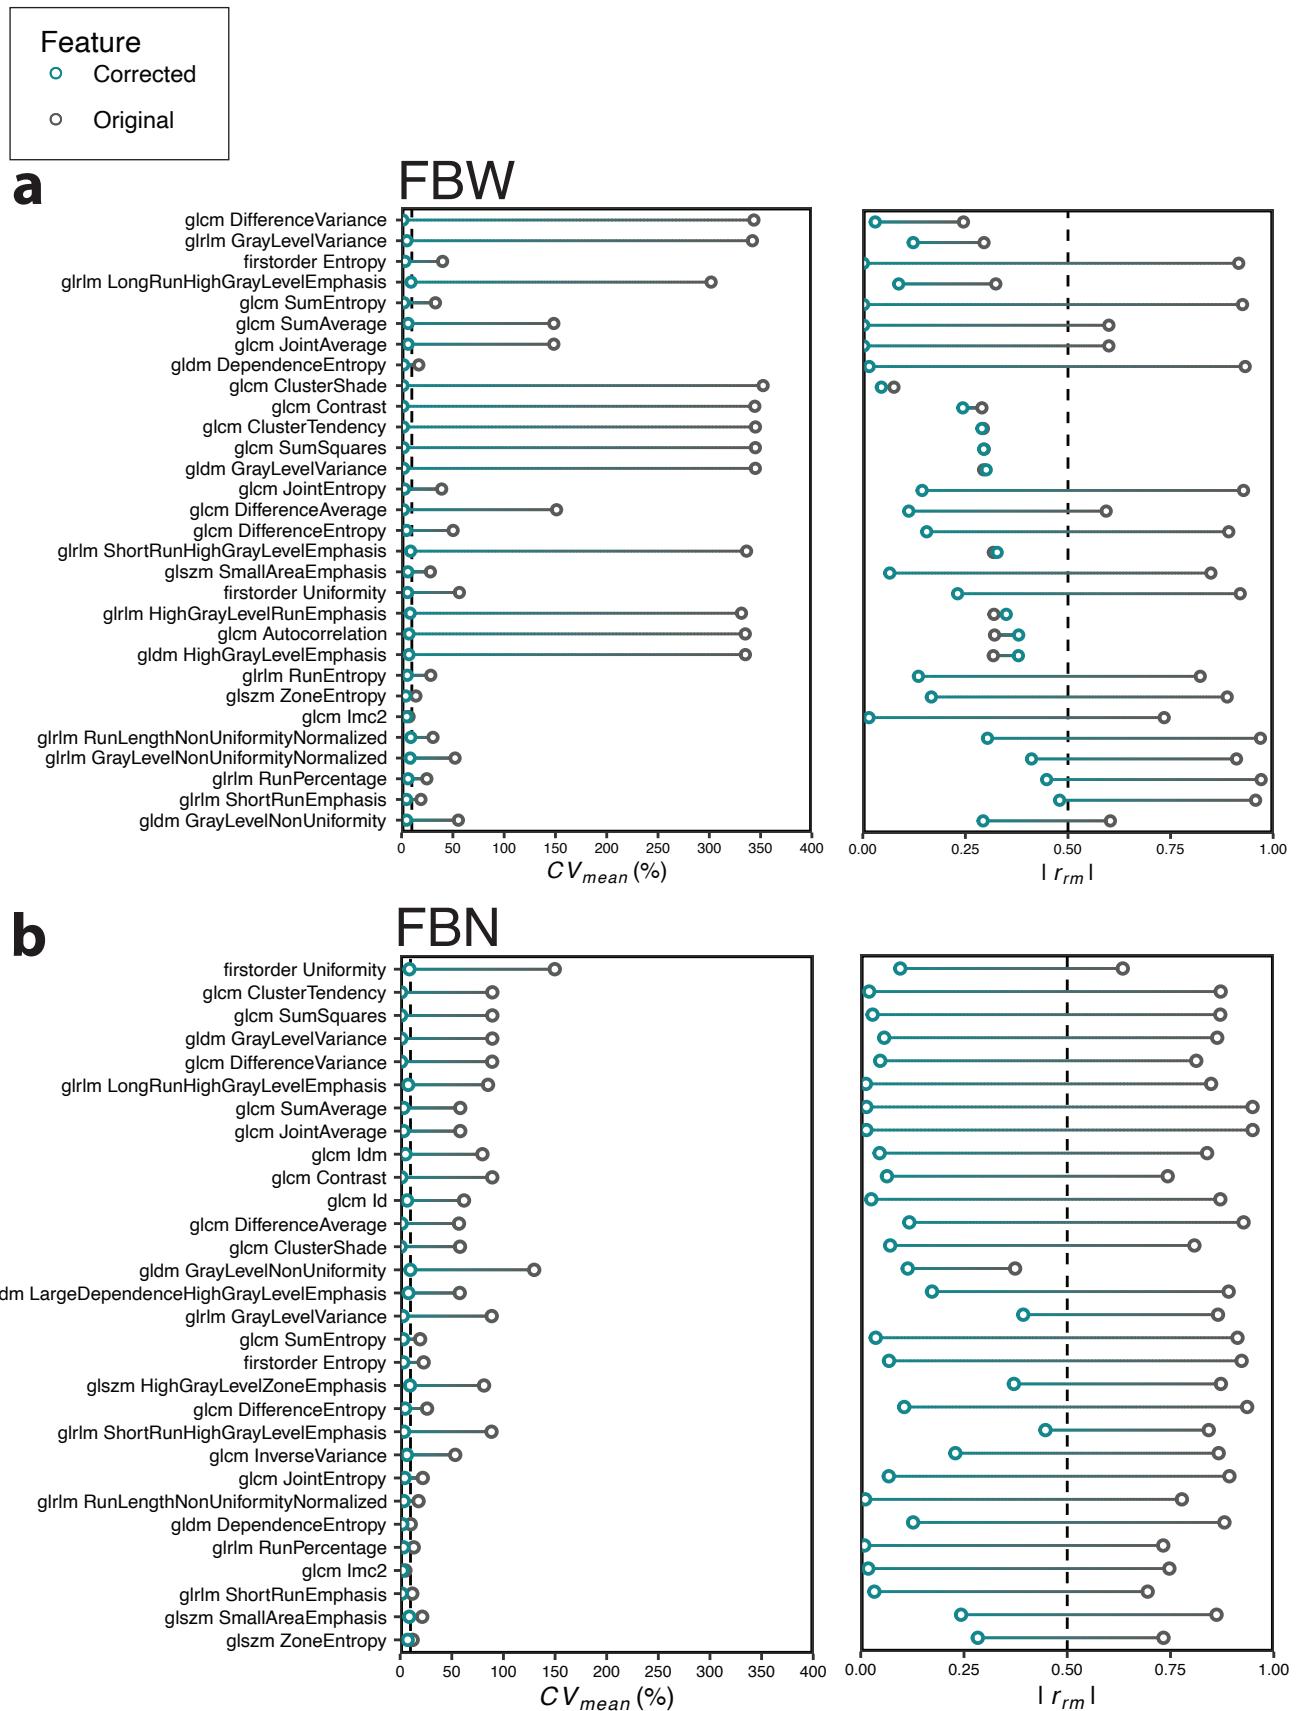 Feature
Corrected
Original
a
FBW
glcm DifferenceVariance
glrlm GrayLevelVariance
firstorder Entropy
glrlm LongRunHighGrayLevelEmphasis
glcm SumEntropy
glcm SumAverage
glcm JointAverage
gldm DependenceEntropy
glcm ClusterShade
glcm Contrast
glcm ClusterTendency
glcm SumSquares
gldm GrayLevelVariance
glcm JointEntropy
glcm DifferenceAverage
glcm DifferenceEntropy
glrlm ShortRunHighGrayLevelEmphasis
glszm SmallAreaEmphasis
firstorder Uniformity
glrlm HighGrayLevelRunEmphasis
glcm Autocorrelation
gldm HighGrayLevelEmphasis
glrlm RunEntropy
glszm ZoneEntropy
glcm Imc2
glrlm RunLengthNonUniformityNormalized
glrlm GrayLevelNonUniformityNormalized
glrlm RunPercentage
glrlm ShortRunEmphasis
gldm GrayLevelNonUniformity
0 50 100 150 200 250 300 350 400
CVmean (%)
0.00 0.25 0.50 0.75 1.00
| rrm |
b
FBN
firstorder Uniformity
glcm ClusterTendency
glcm SumSquares
gldm GrayLevelVariance
glcm DifferenceVariance
glrlm LongRunHighGrayLevelEmphasis
glcm SumAverage
glcm JointAverage
glcm Idm
glcm Contrast
glcm Id
glcm DifferenceAverage
glcm ClusterShade
gldm GrayLevelNonUniformity
dm LargeDependenceHighGrayLevelEmphasis
glrlm GrayLevelVariance
glcm SumEntropy
firstorder Entropy
glszm HighGrayLevelZoneEmphasis
glcm DifferenceEntropy
glrlm ShortRunHighGrayLevelEmphasis
glcm InverseVariance
glcm JointEntropy
glrlm RunLengthNonUniformityNormalized
gldm DependenceEntropy
glrlm RunPercentage
glcm Imc2
glrlm ShortRunEmphasis
glszm SmallAreaEmphasis
glszm ZoneEntropy
0 50 100 150 200 250 300 350 400
CVmean (%)
0.00 0.25 0.50 0.75 1.00
| rrm |